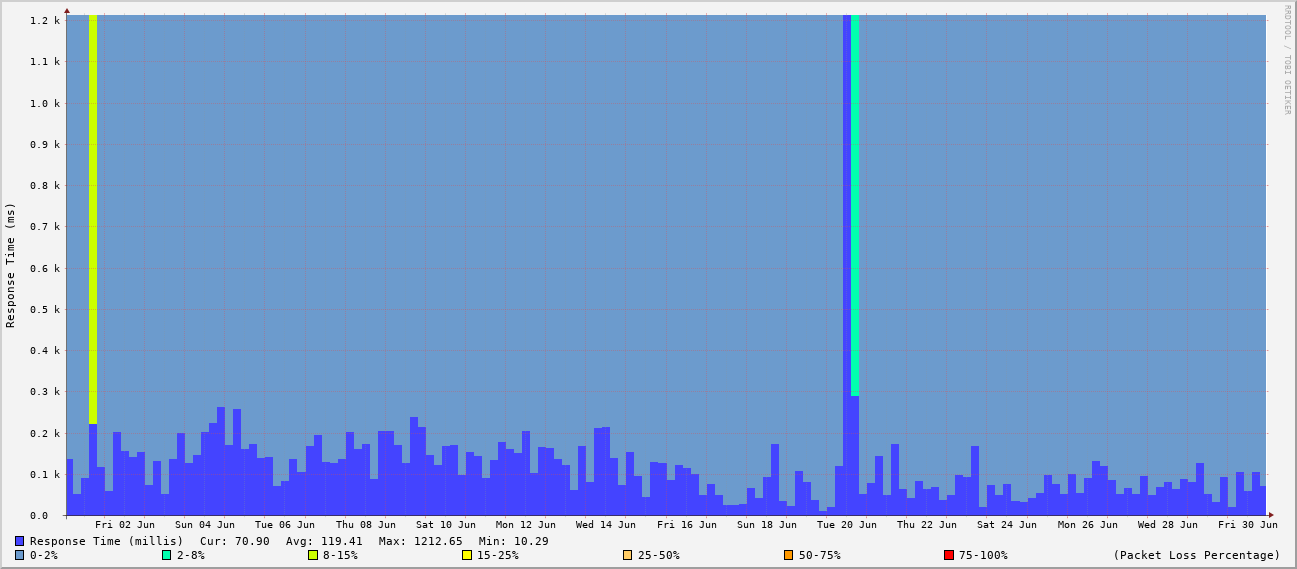 RRDTOOL / TOBI OETIKER
Response Time (ms)
1.2 k
1.1 k
1.0 k
0.9 k
0.8 k
0.7 k
0.6 k
0.5 k
0.4 k
0.3 k
0.2 k
0.1 k
0.0
Fri 02 Jun Sun 04 Jun Tue 06 Jun Thu 08 Jun Sat 10 Jun Mon 12 Jun Wed 14 Jun Fri 16 Jun Sun 18 Jun Tue 20 Jun Thu 22 Jun Sat 24 Jun Mon 26 Jun Wed 28 Jun Fri 30 Jun
Response Time (millis) Cur: 70.90 Avg: 119.41 Max: 1212.65 Min: 10.29
0-2% 2-8% 8-15% 15-25% 25-50% 50-75% 75-100% (Packet Loss Percentage)